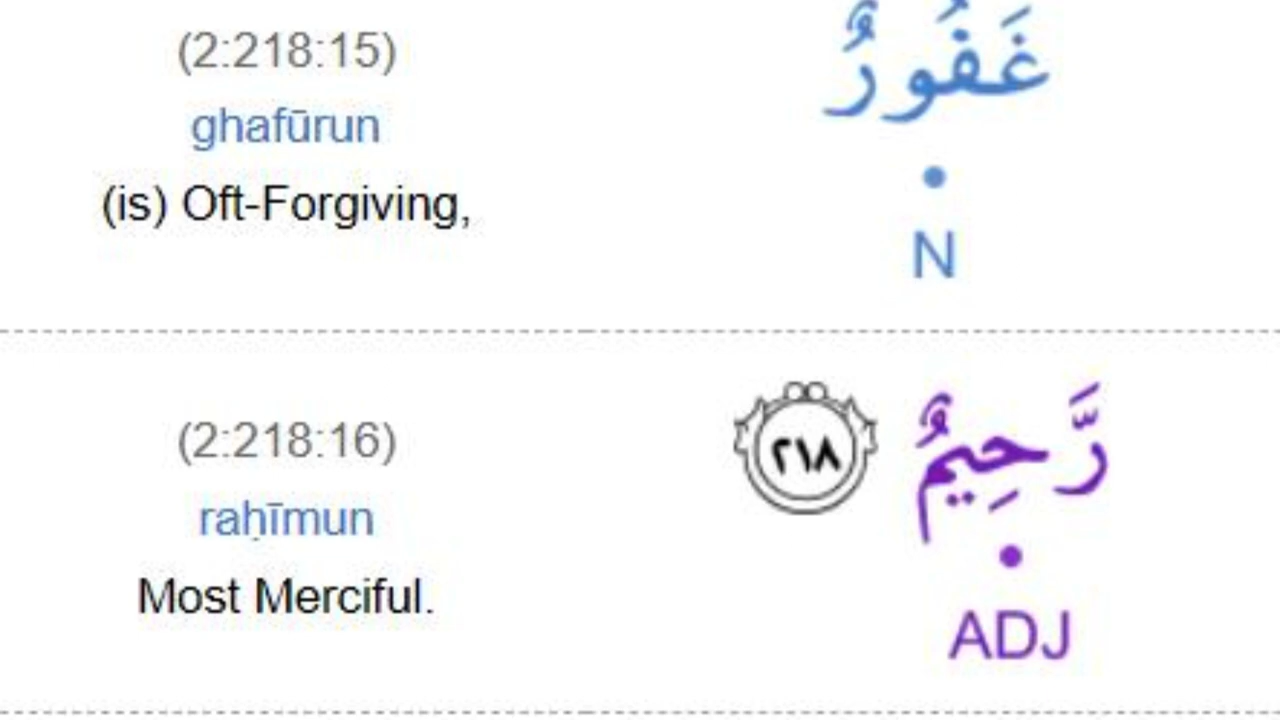 (2:218:15)
ghafūrun
(is) Oft-Forgiving,
غَفُورٌ
N
(2:218:16)
raḥīmun
Most Merciful.
رَّحِيمٌ ٢١٨
ADJ